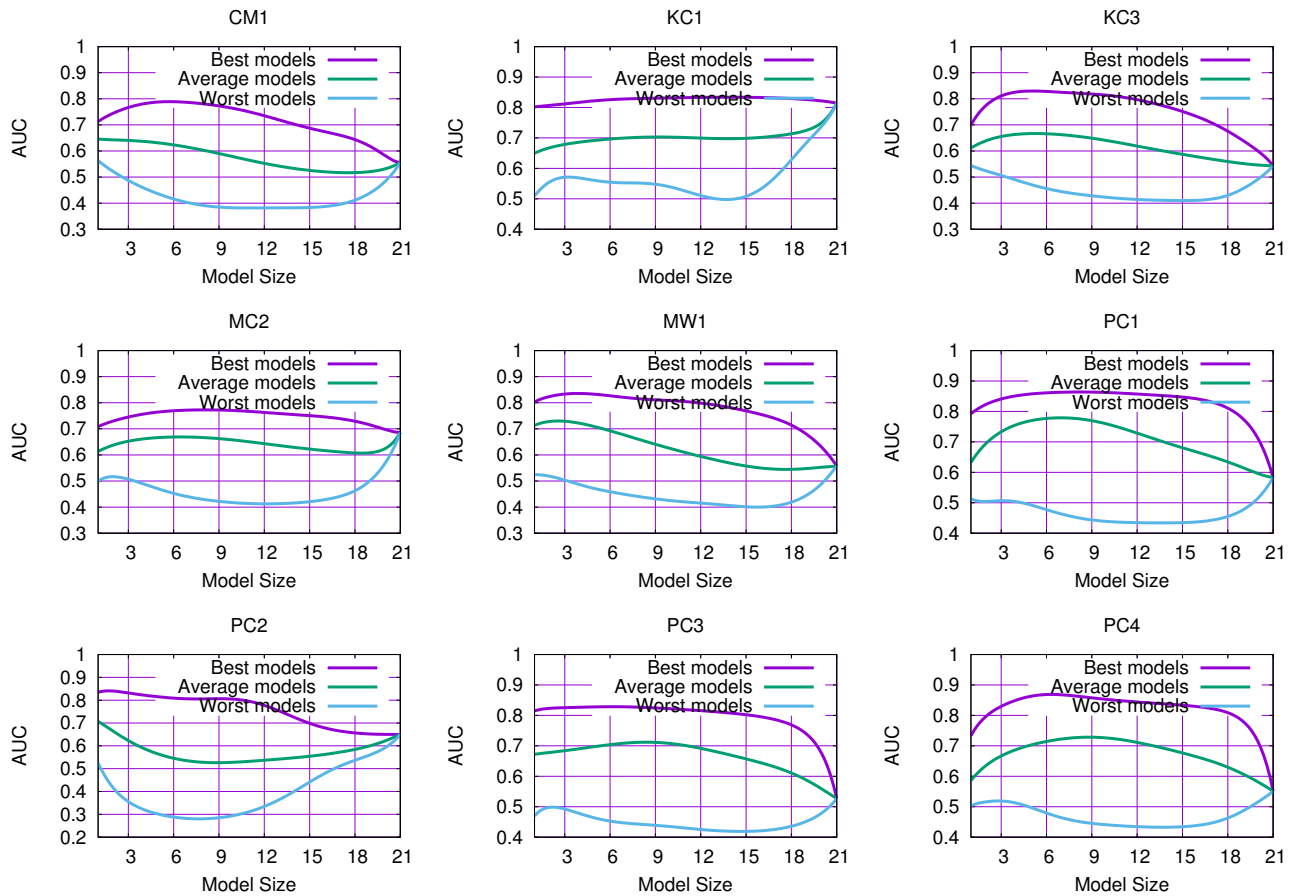 CM1
1
0.9
0.8
0.7
0.6
0.5
0.4
0.3
AUC
Best models
Average models
Worst models
3 6 9 12 15 18 21
Model Size
KC1
1
0.9
0.8
0.7
0.6
0.5
0.4
AUC
Best models
Average models
Worst models
3 6 9 12 15 18 21
Model Size
KC3
1
0.9
0.8
0.7
0.6
0.5
0.4
0.3
AUC
Best models
Average models
Worst models
3 6 9 12 15 18 21
Model Size
MC2
1
0.9
0.8
0.7
0.6
0.5
0.4
0.3
AUC
Best models
Average models
Worst models
3 6 9 12 15 18 21
Model Size
MW1
1
0.9
0.8
0.7
0.6
0.5
0.4
0.3
AUC
Best models
Average models
Worst models
3 6 9 12 15 18 21
Model Size
PC1
1
0.9
0.8
0.7
0.6
0.5
0.4
AUC
Best models
Average models
Worst models
3 6 9 12 15 18 21
Model Size
PC2
1
0.9
0.8
0.7
0.6
0.5
0.4
0.3
0.2
AUC
Best models
Average models
Worst models
3 6 9 12 15 18 21
Model Size
PC3
1
0.9
0.8
0.7
0.6
0.5
0.4
AUC
Best models
Average models
Worst models
3 6 9 12 15 18 21
Model Size
PC4
1
0.9
0.8
0.7
0.6
0.5
0.4
AUC
Best models
Average models
Worst models
3 6 9 12 15 18 21
Model Size